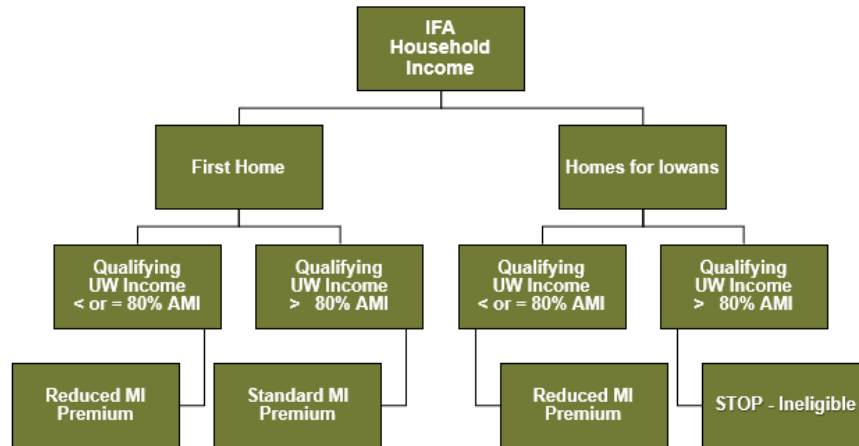 IFA
Household
Income
First Home
Homes for Iowans
Qualifying
UW Income
< or = 80% AMI
Qualifying
UW Income
> 80% AMI
Qualifying
UW Income
< or = 80% AMI
Qualifying
UW Income
> 80% AMI
Reduced MI
Premium
Standard MI
Premium
Reduced MI
Premium
STOP - Ineligible